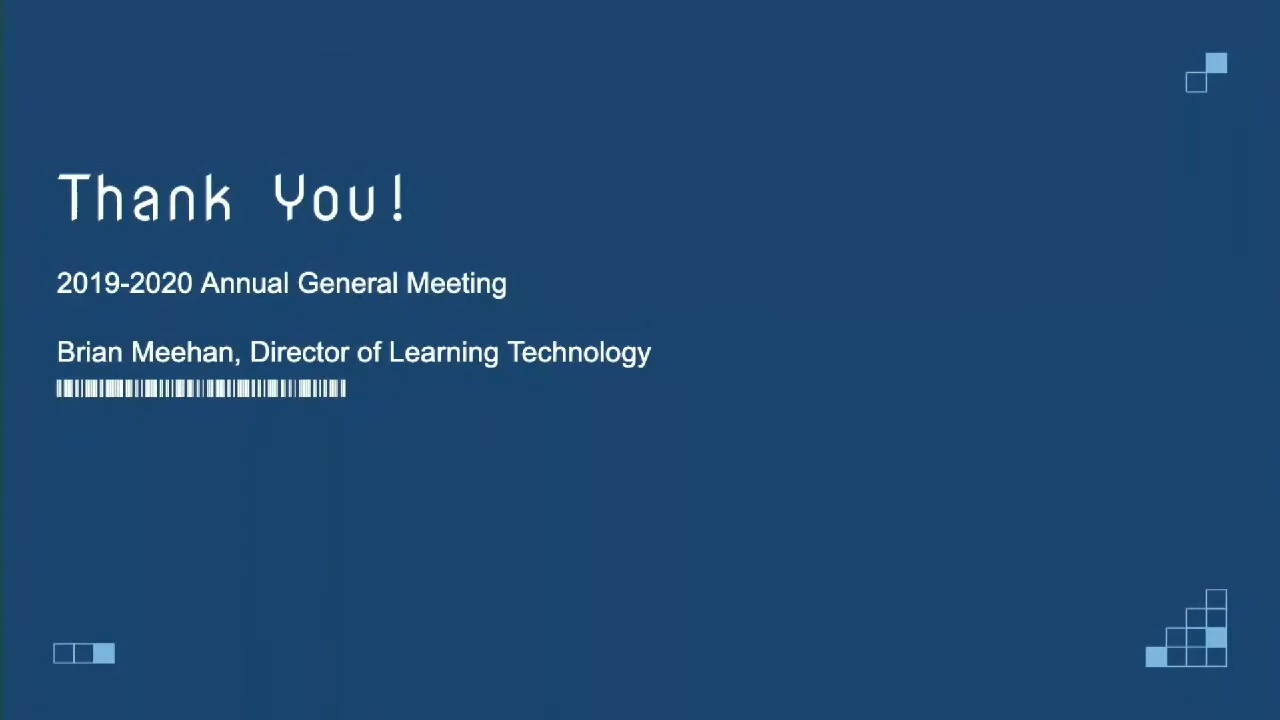 Thank You!
2019-2020 Annual General Meeting
Brian Meehan, Director of Learning Technology